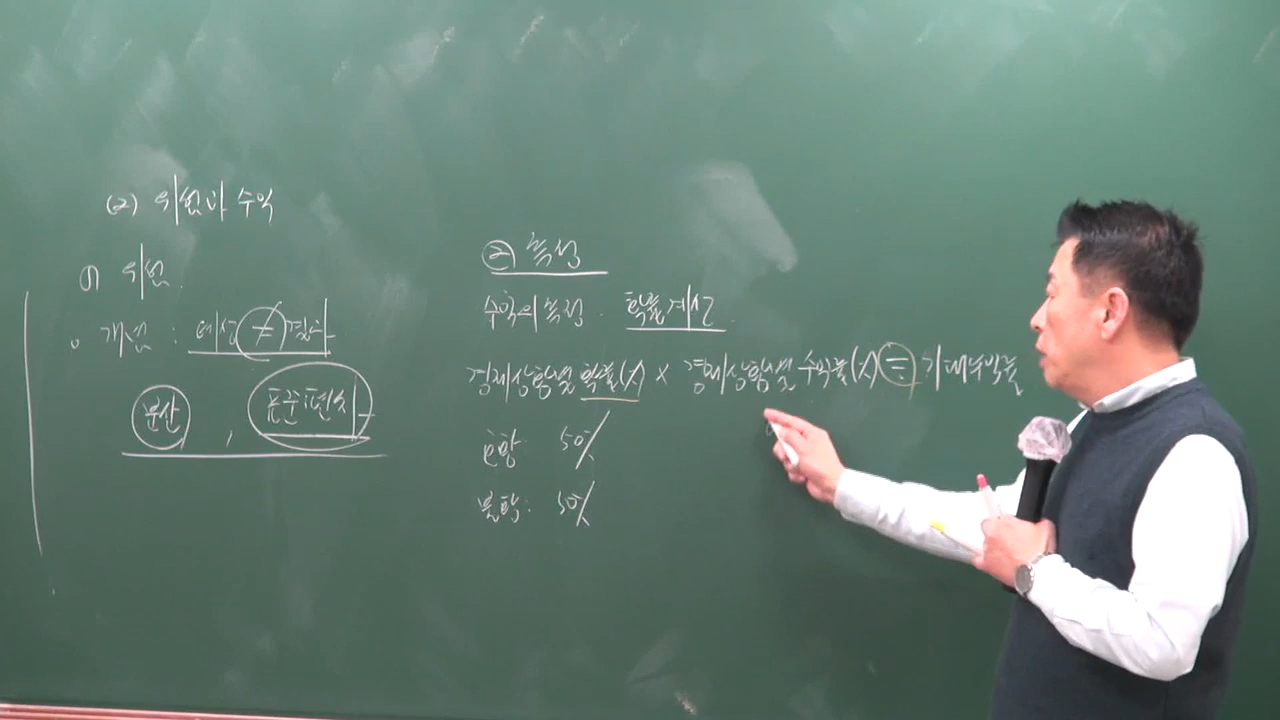 (2) 위험과 수익
(1) 위험.
o 개념 : 예상 ≠ 결과
분산 , 표준편차
② 측정
수익의 측정. 확률제시.
경제상황별 확률(%) × 경제상황별 수익률(%) = 기대수익률
호황 50%
불황: 50%